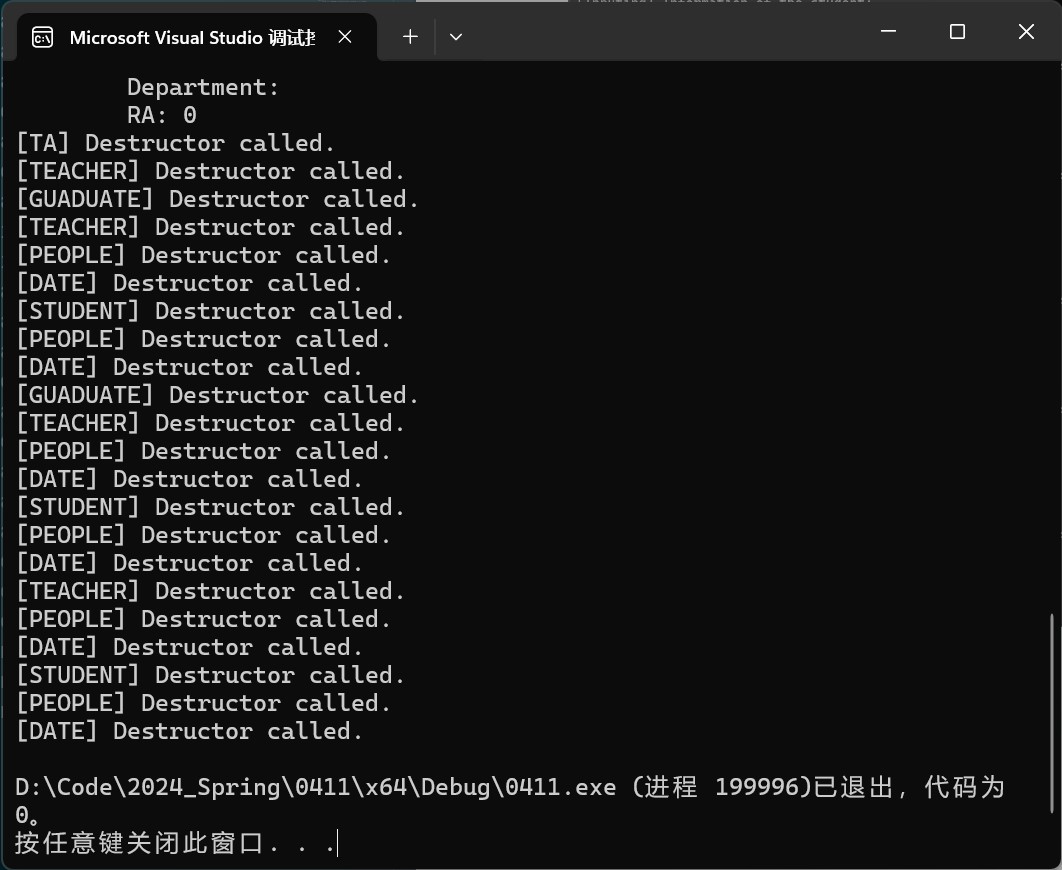 Microsoft Visual Studio 调试
Department:
RA: 0
[TA] Destructor called.
[TEACHER] Destructor called.
[GUADUATE] Destructor called.
[TEACHER] Destructor called.
[PEOPLE] Destructor called.
[DATE] Destructor called.
[STUDENT] Destructor called.
[PEOPLE] Destructor called.
[DATE] Destructor called.
[GUADUATE] Destructor called.
[TEACHER] Destructor called.
[PEOPLE] Destructor called.
[DATE] Destructor called.
[STUDENT] Destructor called.
[PEOPLE] Destructor called.
[DATE] Destructor called.
[TEACHER] Destructor called.
[PEOPLE] Destructor called.
[DATE] Destructor called.
[STUDENT] Destructor called.
[PEOPLE] Destructor called.
[DATE] Destructor called.
D:\Code\2024_Spring\0411\x64\Debug\0411.exe (进程 199996)已退出，代码为
0。
按任意键关闭此窗口. . .